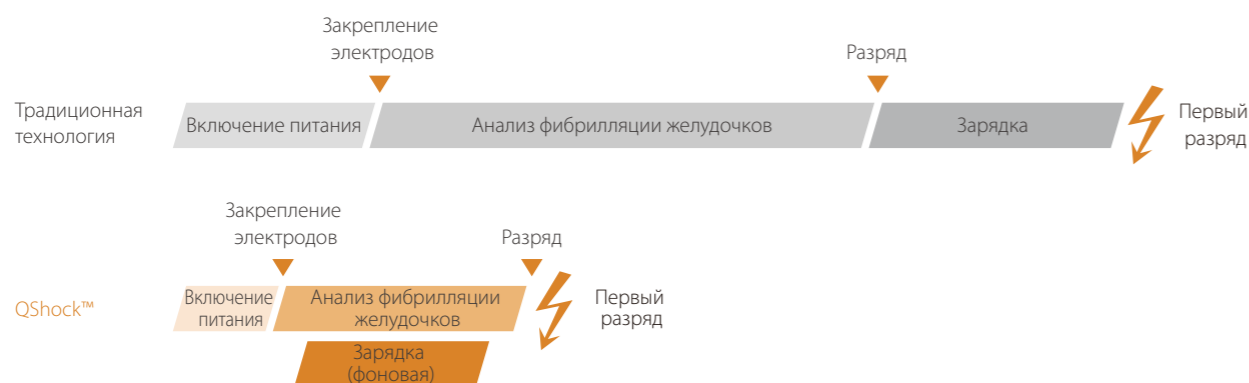 Закрепление
электродов
Разряд
Традиционная
технология
Включение питания
Анализ фибрилляции желудочков
Зарядка
Первый
разряд
Закрепление
электродов
Разряд
QShock™
Включение
питания
Анализ фибрилляции
желудочков
Первый
разряд
Зарядка
(фоновая)